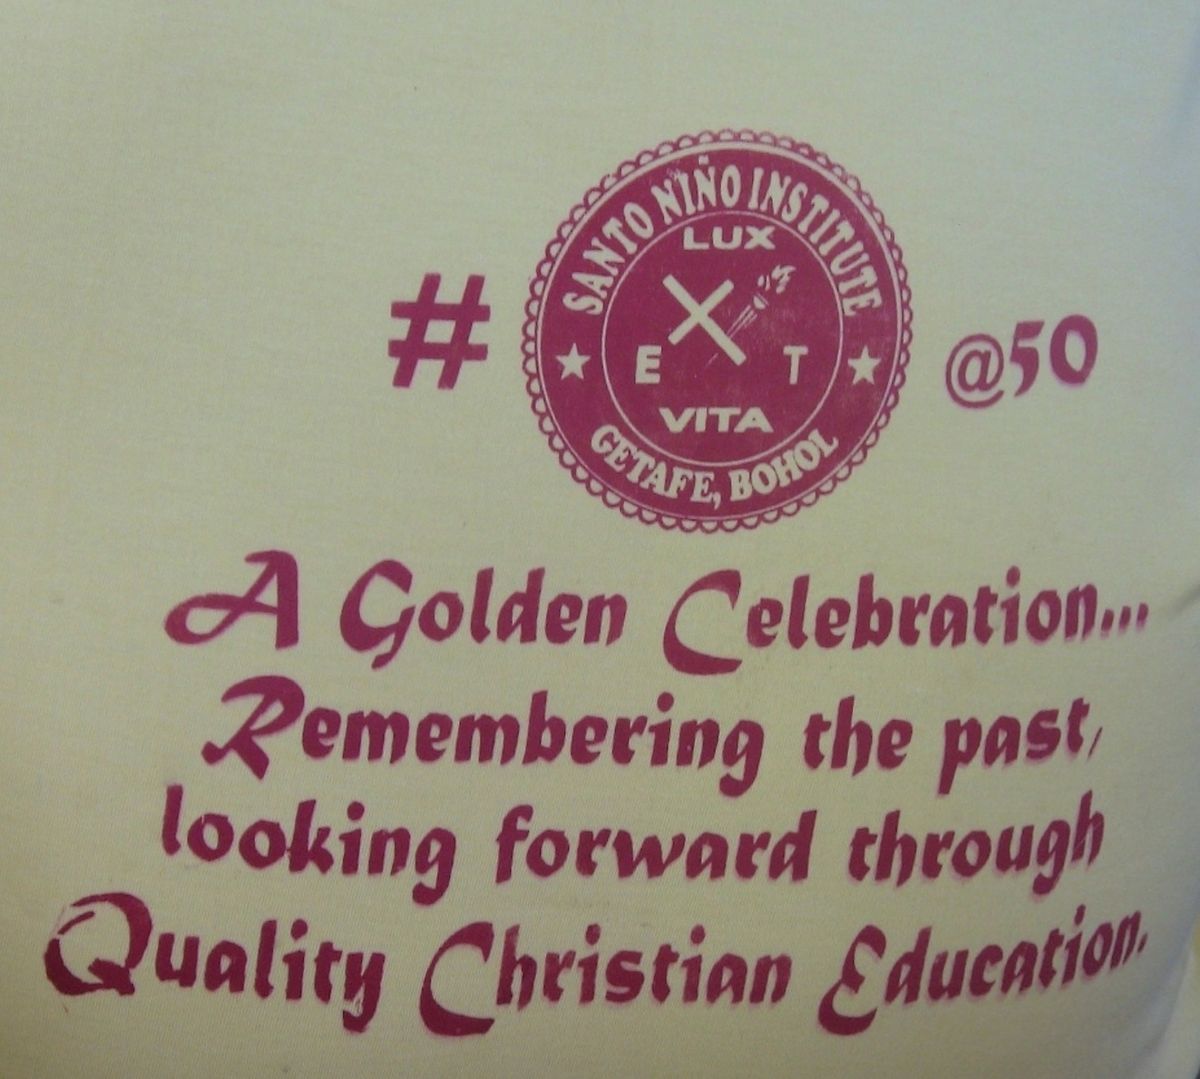 SANTO NIÑO INSTITUTE
LUX
E T
VITA
GETAFE, BOHOL
# @50
A Golden Celebration...
Remembering the past,
looking forward through
Quality Christian Education.